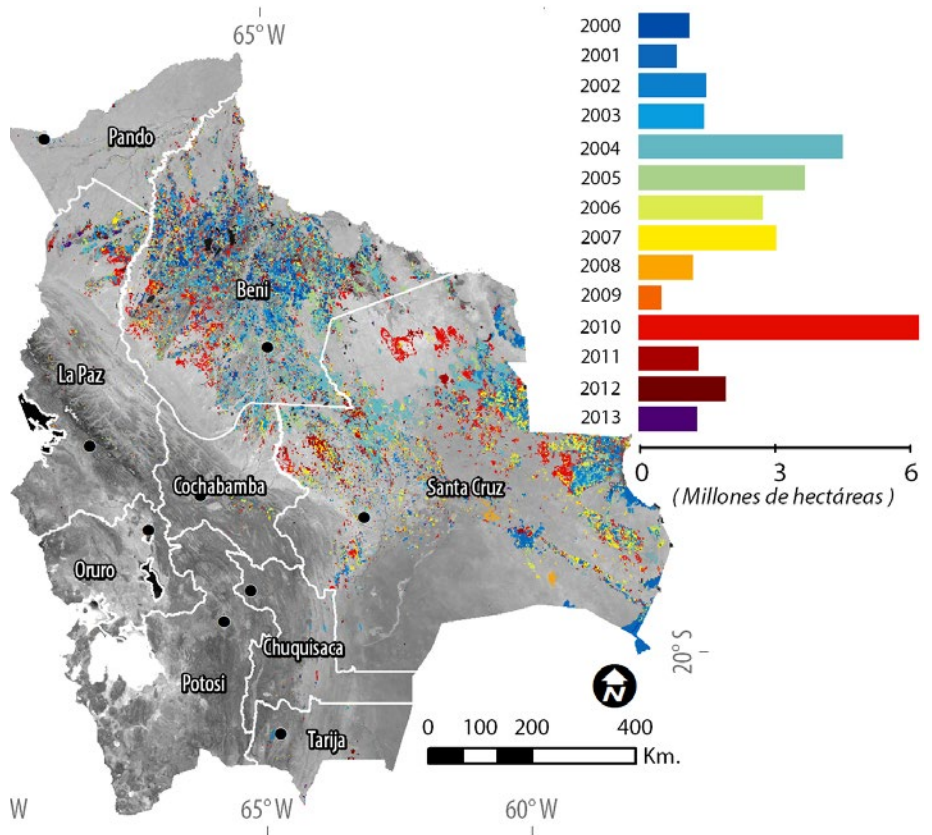 65°W
2000
2001
2002
2003
2004
2005
2006
2007
2008
2009
2010
2011
2012
2013
0 3 6
( Millones de hectáreas )
Pando
Beni
La Paz
Cochabamba
Santa Cruz
Oruro
Chuquisaca
Potosi
Tarija
20° S
N
0 100 200 400
Km.
W 65°W 60°W